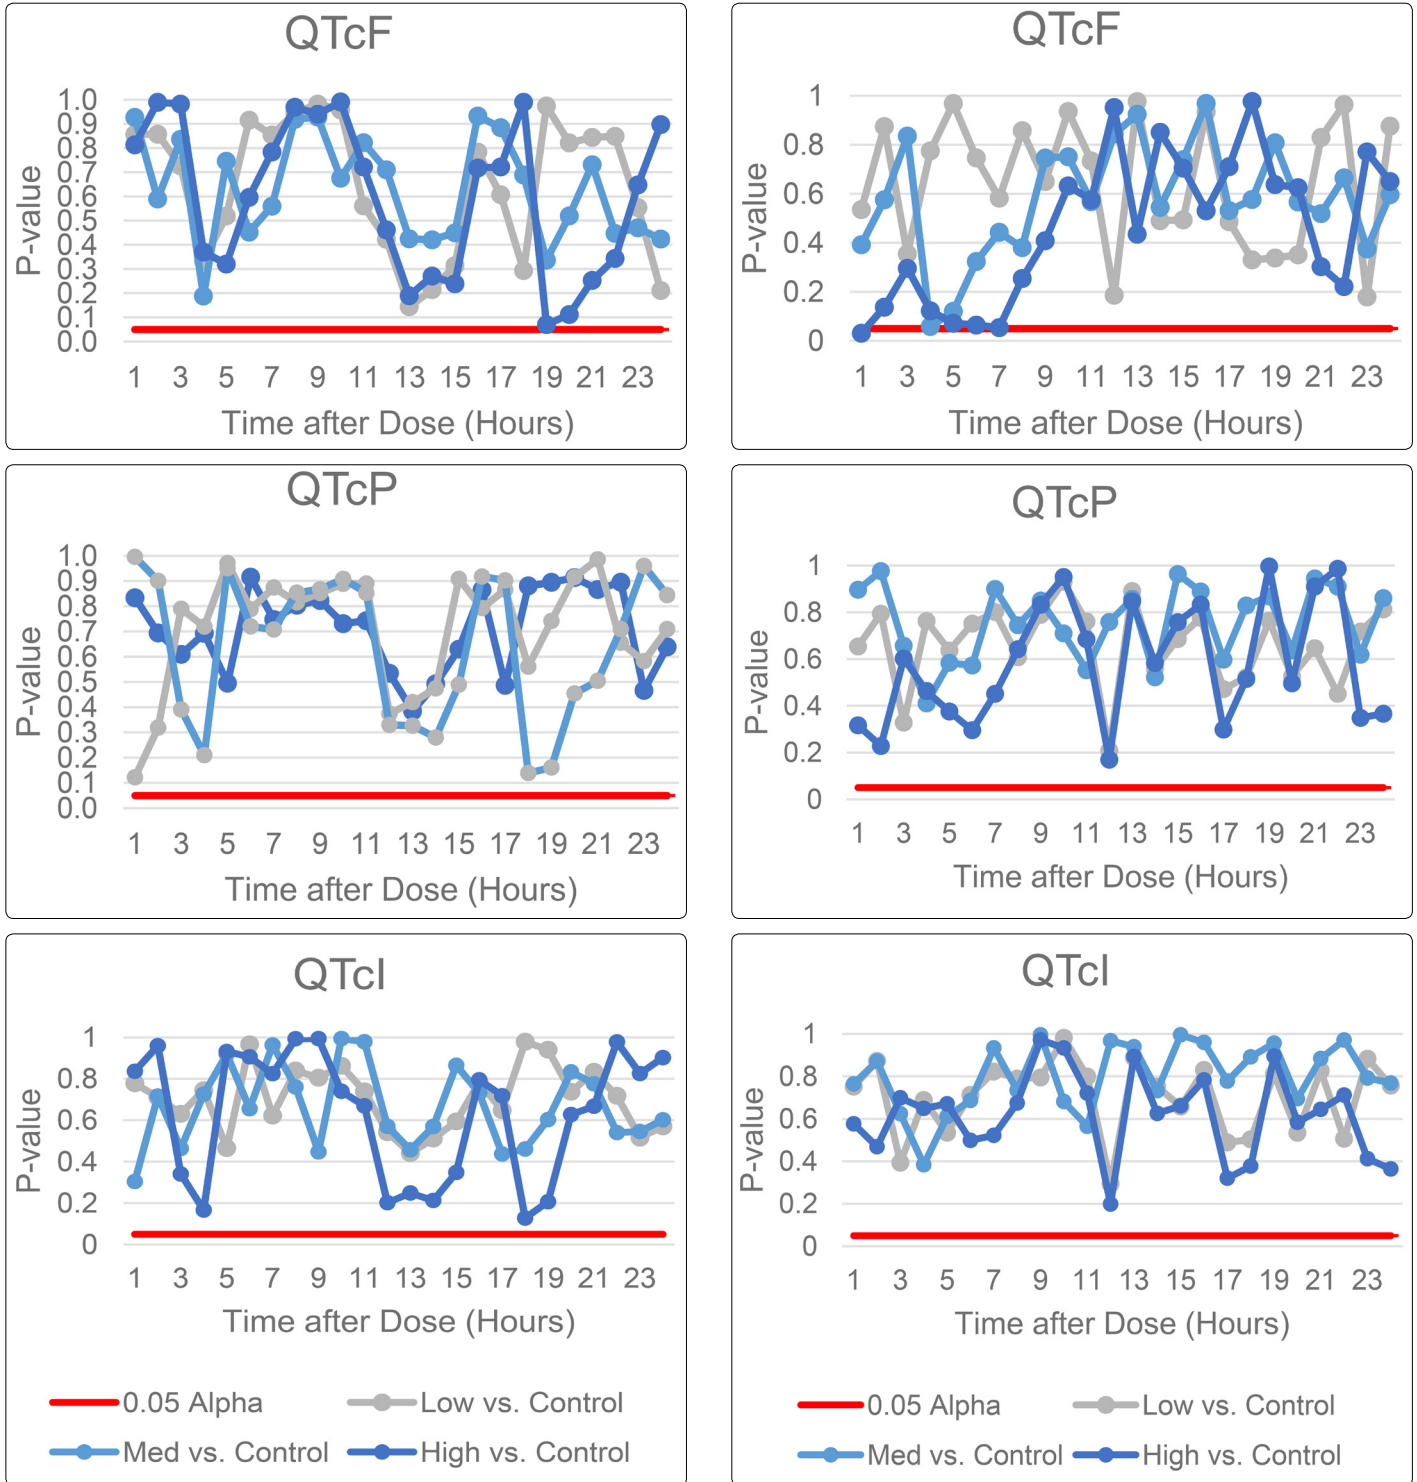 QTcF
1.0
0.9
0.8
0.7
0.6
0.5
0.4
0.3
0.2
0.1
0.0
P-value
1 3 5 7 9 11 13 15 17 19 21 23
Time after Dose (Hours)
QTcF
1
0.8
0.6
0.4
0.2
0
P-value
1 3 5 7 9 11 13 15 17 19 21 23
Time after Dose (Hours)
QTcP
1.0
0.9
0.8
0.7
0.6
0.5
0.4
0.3
0.2
0.1
0.0
P-value
1 3 5 7 9 11 13 15 17 19 21 23
Time after Dose (Hours)
QTcP
1
0.8
0.6
0.4
0.2
0
P-value
1 3 5 7 9 11 13 15 17 19 21 23
Time after Dose (Hours)
QTcI
1
0.8
0.6
0.4
0.2
0
P-value
1 3 5 7 9 11 13 15 17 19 21 23
Time after Dose (Hours)
0.05 Alpha Low vs. Control
Med vs. Control High vs. Control
QTcI
1
0.8
0.6
0.4
0.2
0
P-value
1 3 5 7 9 11 13 15 17 19 21 23
Time after Dose (Hours)
0.05 Alpha Low vs. Control
Med vs. Control High vs. Control